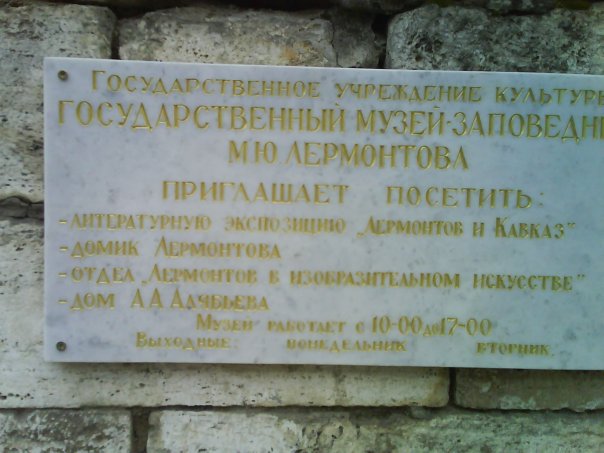 Государственное учреждение культуры
Государственный музей-заповедни
М.Ю. Лермонтова
приглашает посетить:
-литературную экспозицию „Лермонтов и Кавказ"
-домик Лермонтова
-отдел „Лермонтов в изобразительном искусстве"
-дом А.А. Алябьева
Музей работает с 10-00 до 17-00
Выходные: понедельник вторник.